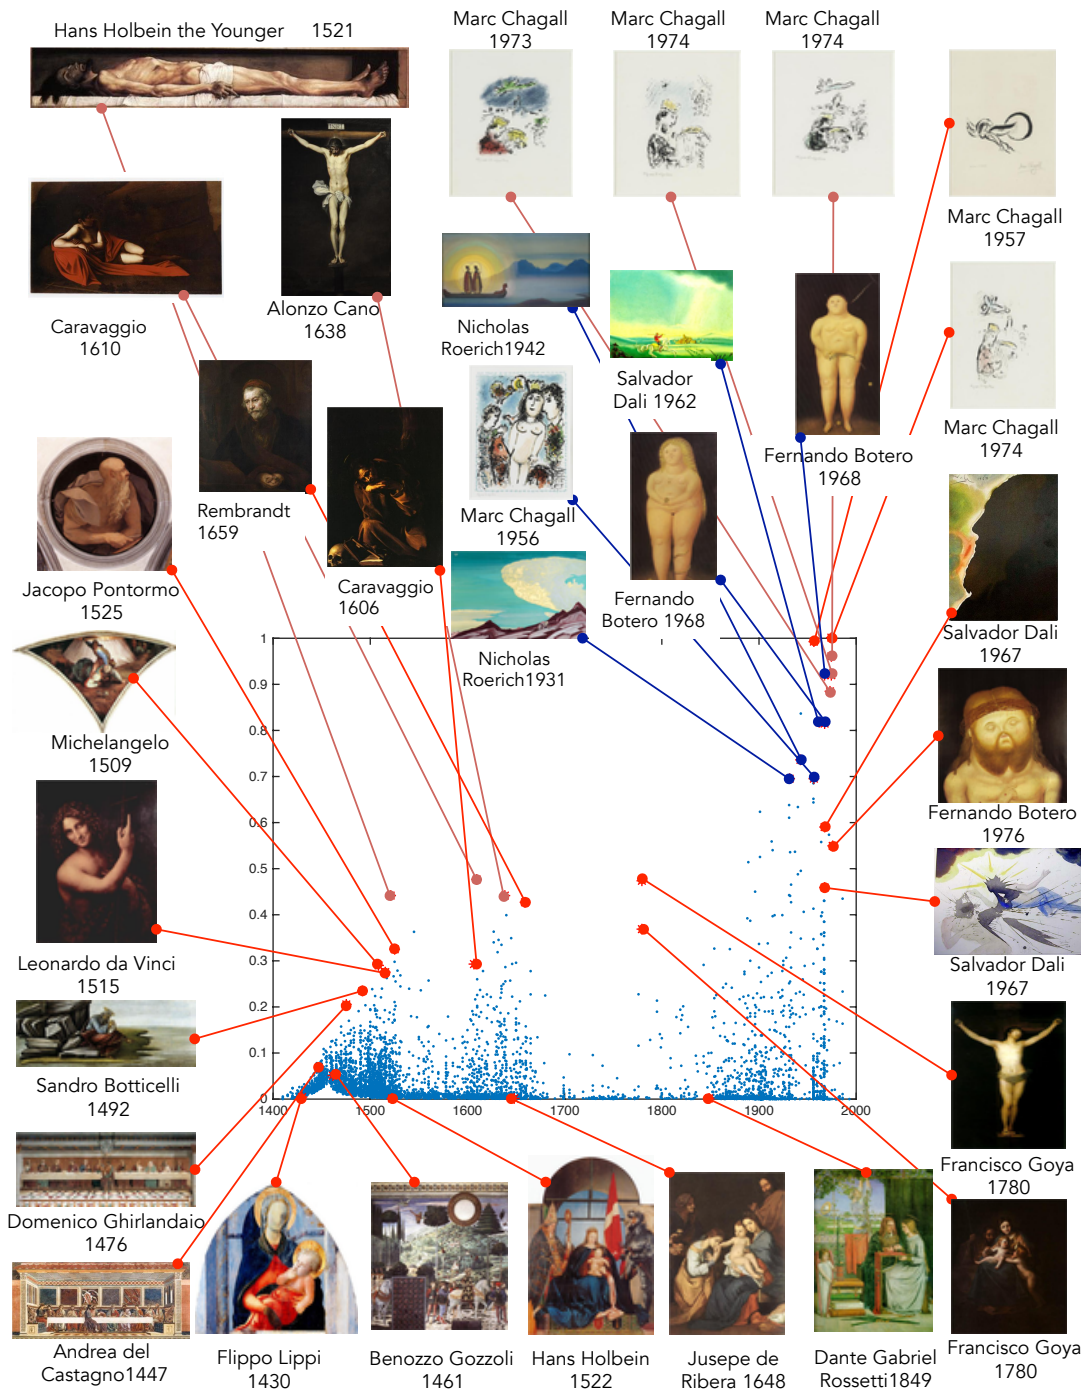 Hans Holbein the Younger 1521
Marc Chagall
1973
Marc Chagall
1974
Marc Chagall
1974
Marc Chagall
1957
Alonzo Cano
1638
Caravaggio
1610
Nicholas
Roerich1942
Salvador
Dali 1962
Marc Chagall
1974
Fernando Botero
1968
Rembrandt
1659
Marc Chagall
1956
Caravaggio
1606
Jacopo Pontormo
1525
Fernando
Botero 1968
Salvador Dali
1967
Nicholas
Roerich1931
Michelangelo
1509
Fernando Botero
1976
Leonardo da Vinci
1515
Salvador Dali
1967
Sandro Botticelli
1492
Francisco Goya
1780
Domenico Ghirlandaio
1476
1
0.9
0.8
0.7
0.6
0.5
0.4
0.3
0.2
0.1
0
1400 1500 1600 1700 1800 1900 2000
Andrea del
Castagno1447
Flippo Lippi
1430
Benozzo Gozzoli
1461
Hans Holbein
1522
Jusepe de
Ribera 1648
Dante Gabriel
Rossetti1849
Francisco Goya
1780